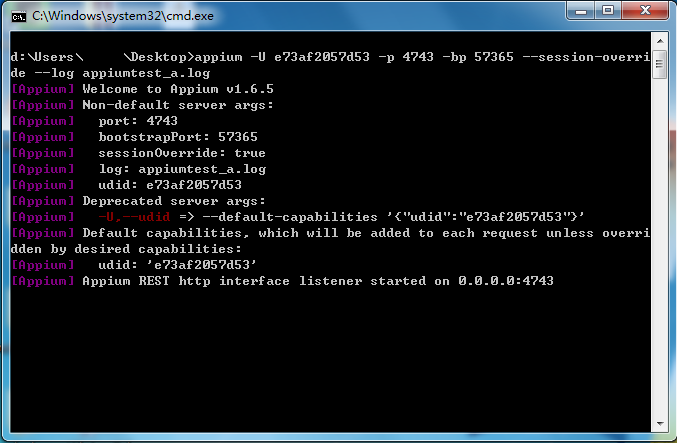 C:\Windows\system32\cmd.exe
d:\Users\      \Desktop>appium -U e73af2057d53 -p 4743 -bp 57365 --session-overri
de --log appiumtest_a.log
[Appium] Welcome to Appium v1.6.5
[Appium] Non-default server args:
[Appium]   port: 4743
[Appium]   bootstrapPort: 57365
[Appium]   sessionOverride: true
[Appium]   log: appiumtest_a.log
[Appium]   udid: e73af2057d53
[Appium] Deprecated server args:
[Appium]   -U,--udid => --default-capabilities '{"udid":"e73af2057d53"}'
[Appium] Default capabilities, which will be added to each request unless overri
dden by desired capabilities:
[Appium]   udid: 'e73af2057d53'
[Appium] Appium REST http interface listener started on 0.0.0.0:4743